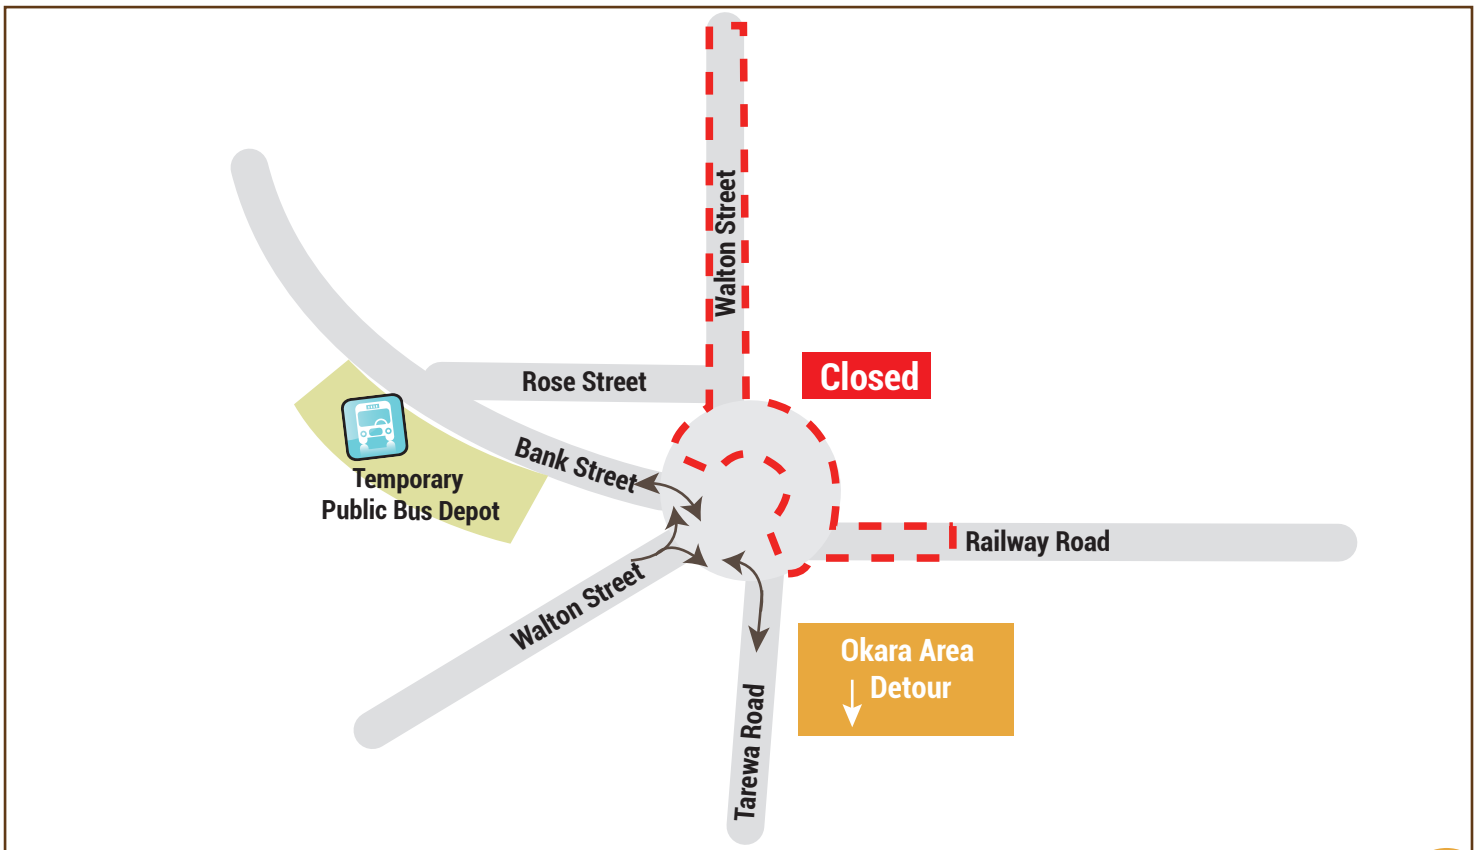 Walton Street
Closed
Rose Street
Bank Street
Temporary
Public Bus Depot
Railway Road
Walton Street
Okara Area
Detour
Tarewa Road